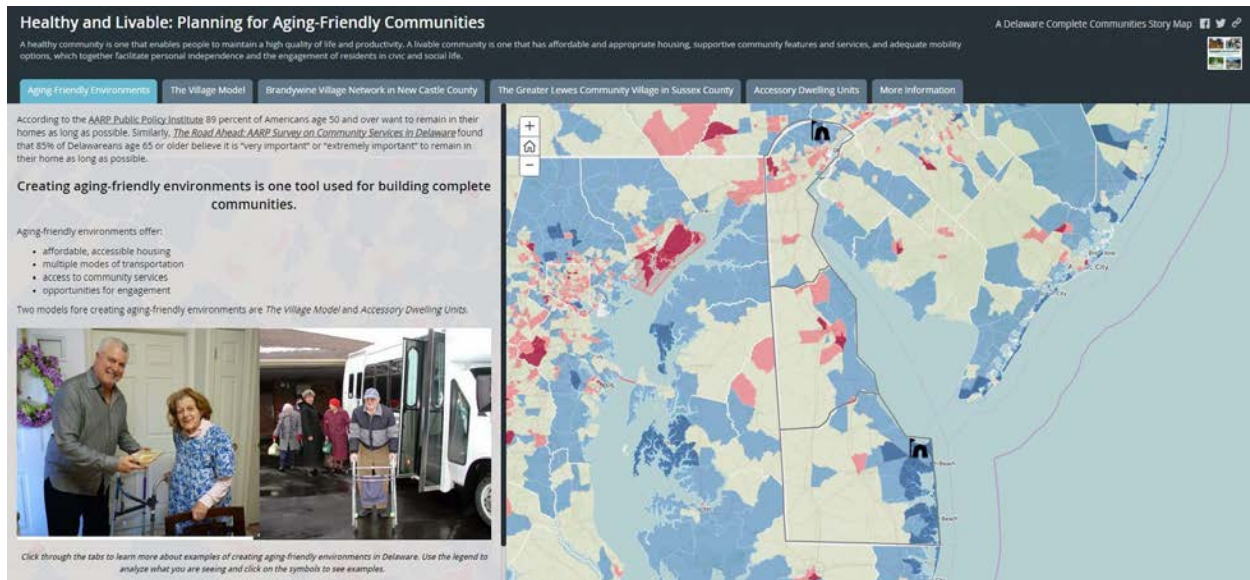 Healthy and Livable: Planning for Aging-Friendly Communities
A Delaware Complete Communities Story Map
A healthy community is one that enables people to maintain a high quality of life and productivity. A livable community is one that has affordable and appropriate housing, supportive community features and services, and adequate mobility
options, which together facilitate personal independence and the engagement of residents in civic and social life.
Aging-Friendly Environments
The Village Model
Brandywine Village Network in New Castle County
The Greater Lewes Community Village in Sussex County
Accessory Dwelling Units
More Information
According to the AARP Public Policy Institute 89 percent of Americans age 50 and over want to remain in their
homes as long as possible. Similarly, The Road Ahead: AARP Survey on Community Services in Delaware found
that 85% of Delawareans age 65 or older believe it is "very important" or "extremely important" to remain in
their home as long as possible.
Creating aging-friendly environments is one tool used for building complete
communities.
Aging-friendly environments offer:
• affordable, accessible housing
• multiple modes of transportation
• access to community services
• opportunities for engagement
Two models fore creating aging-friendly environments are The Village Model and Accessory Dwelling Units.
Click through the tabs to learn more about examples of creating aging-friendly environments in Delaware. Use the legend to
analyze what you are seeing and click on the symbols to see examples.
+
−
City
Beach
Beach